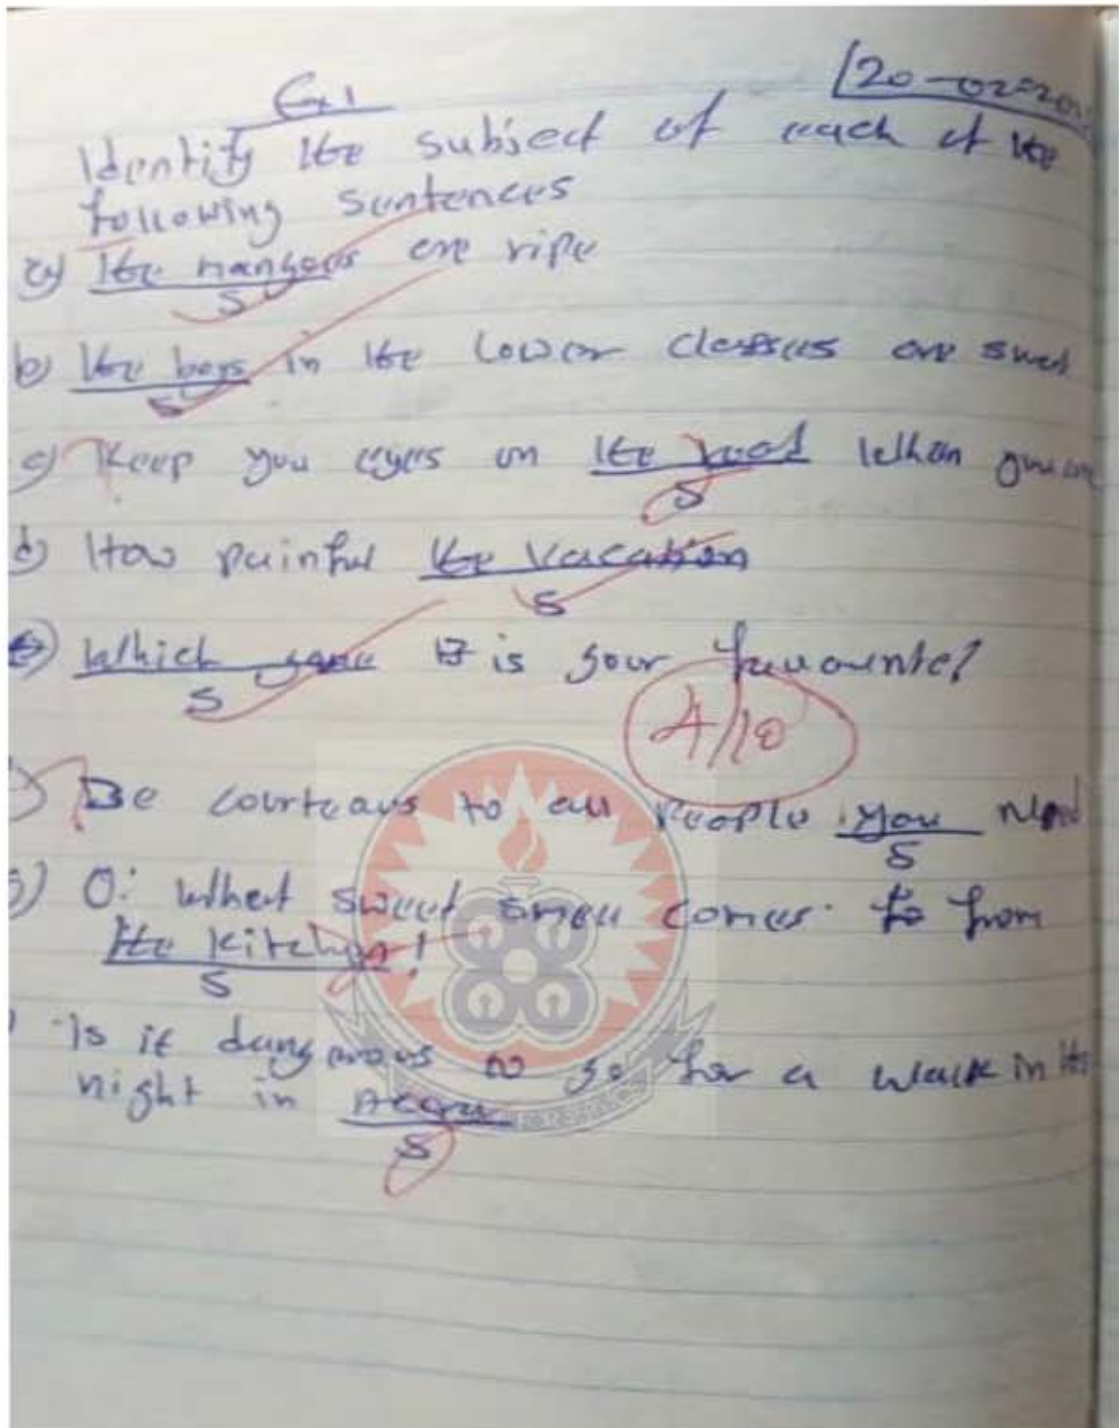 Ex 1
20-02-20
Identify the subject of each of the
following sentences
a) the mangoes are ripe
S
b) the boys in the lower classes are
S
c) Keep you eyes on the road when
S
d) How painful the vacation
S
e) Which game is your favourite?
S
4/10
Be courteous to all people you
S
g) O! What sweet smell comes from
the kitchen!
S
Is it dangerous to go for a walk in the
night in Accra
S